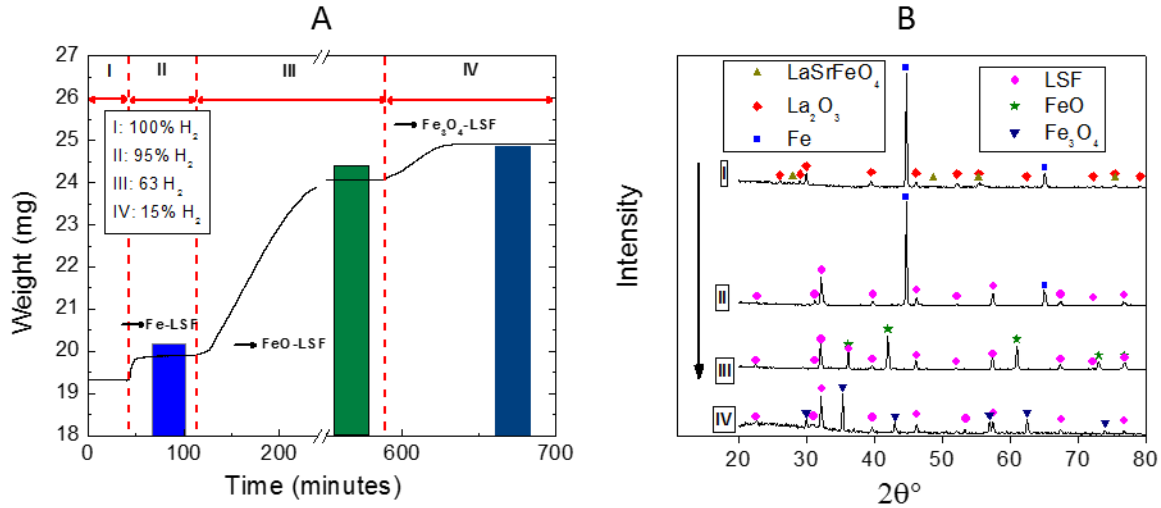 A
27
26
25
24
23
22
21
20
19
18
Weight (mg)
I
II
III
IV
I: 100% H₂
II: 95% H₂
III: 63 H₂
IV: 15% H₂
Fe₃O₄-LSF
Fe-LSF
FeO-LSF
0
100
200
600
700
Time (minutes)
B
Intensity
LaSrFeO₄
La₂O₃
Fe
LSF
FeO
Fe₃O₄
I
II
III
IV
20
30
40
50
60
70
80
2θ°